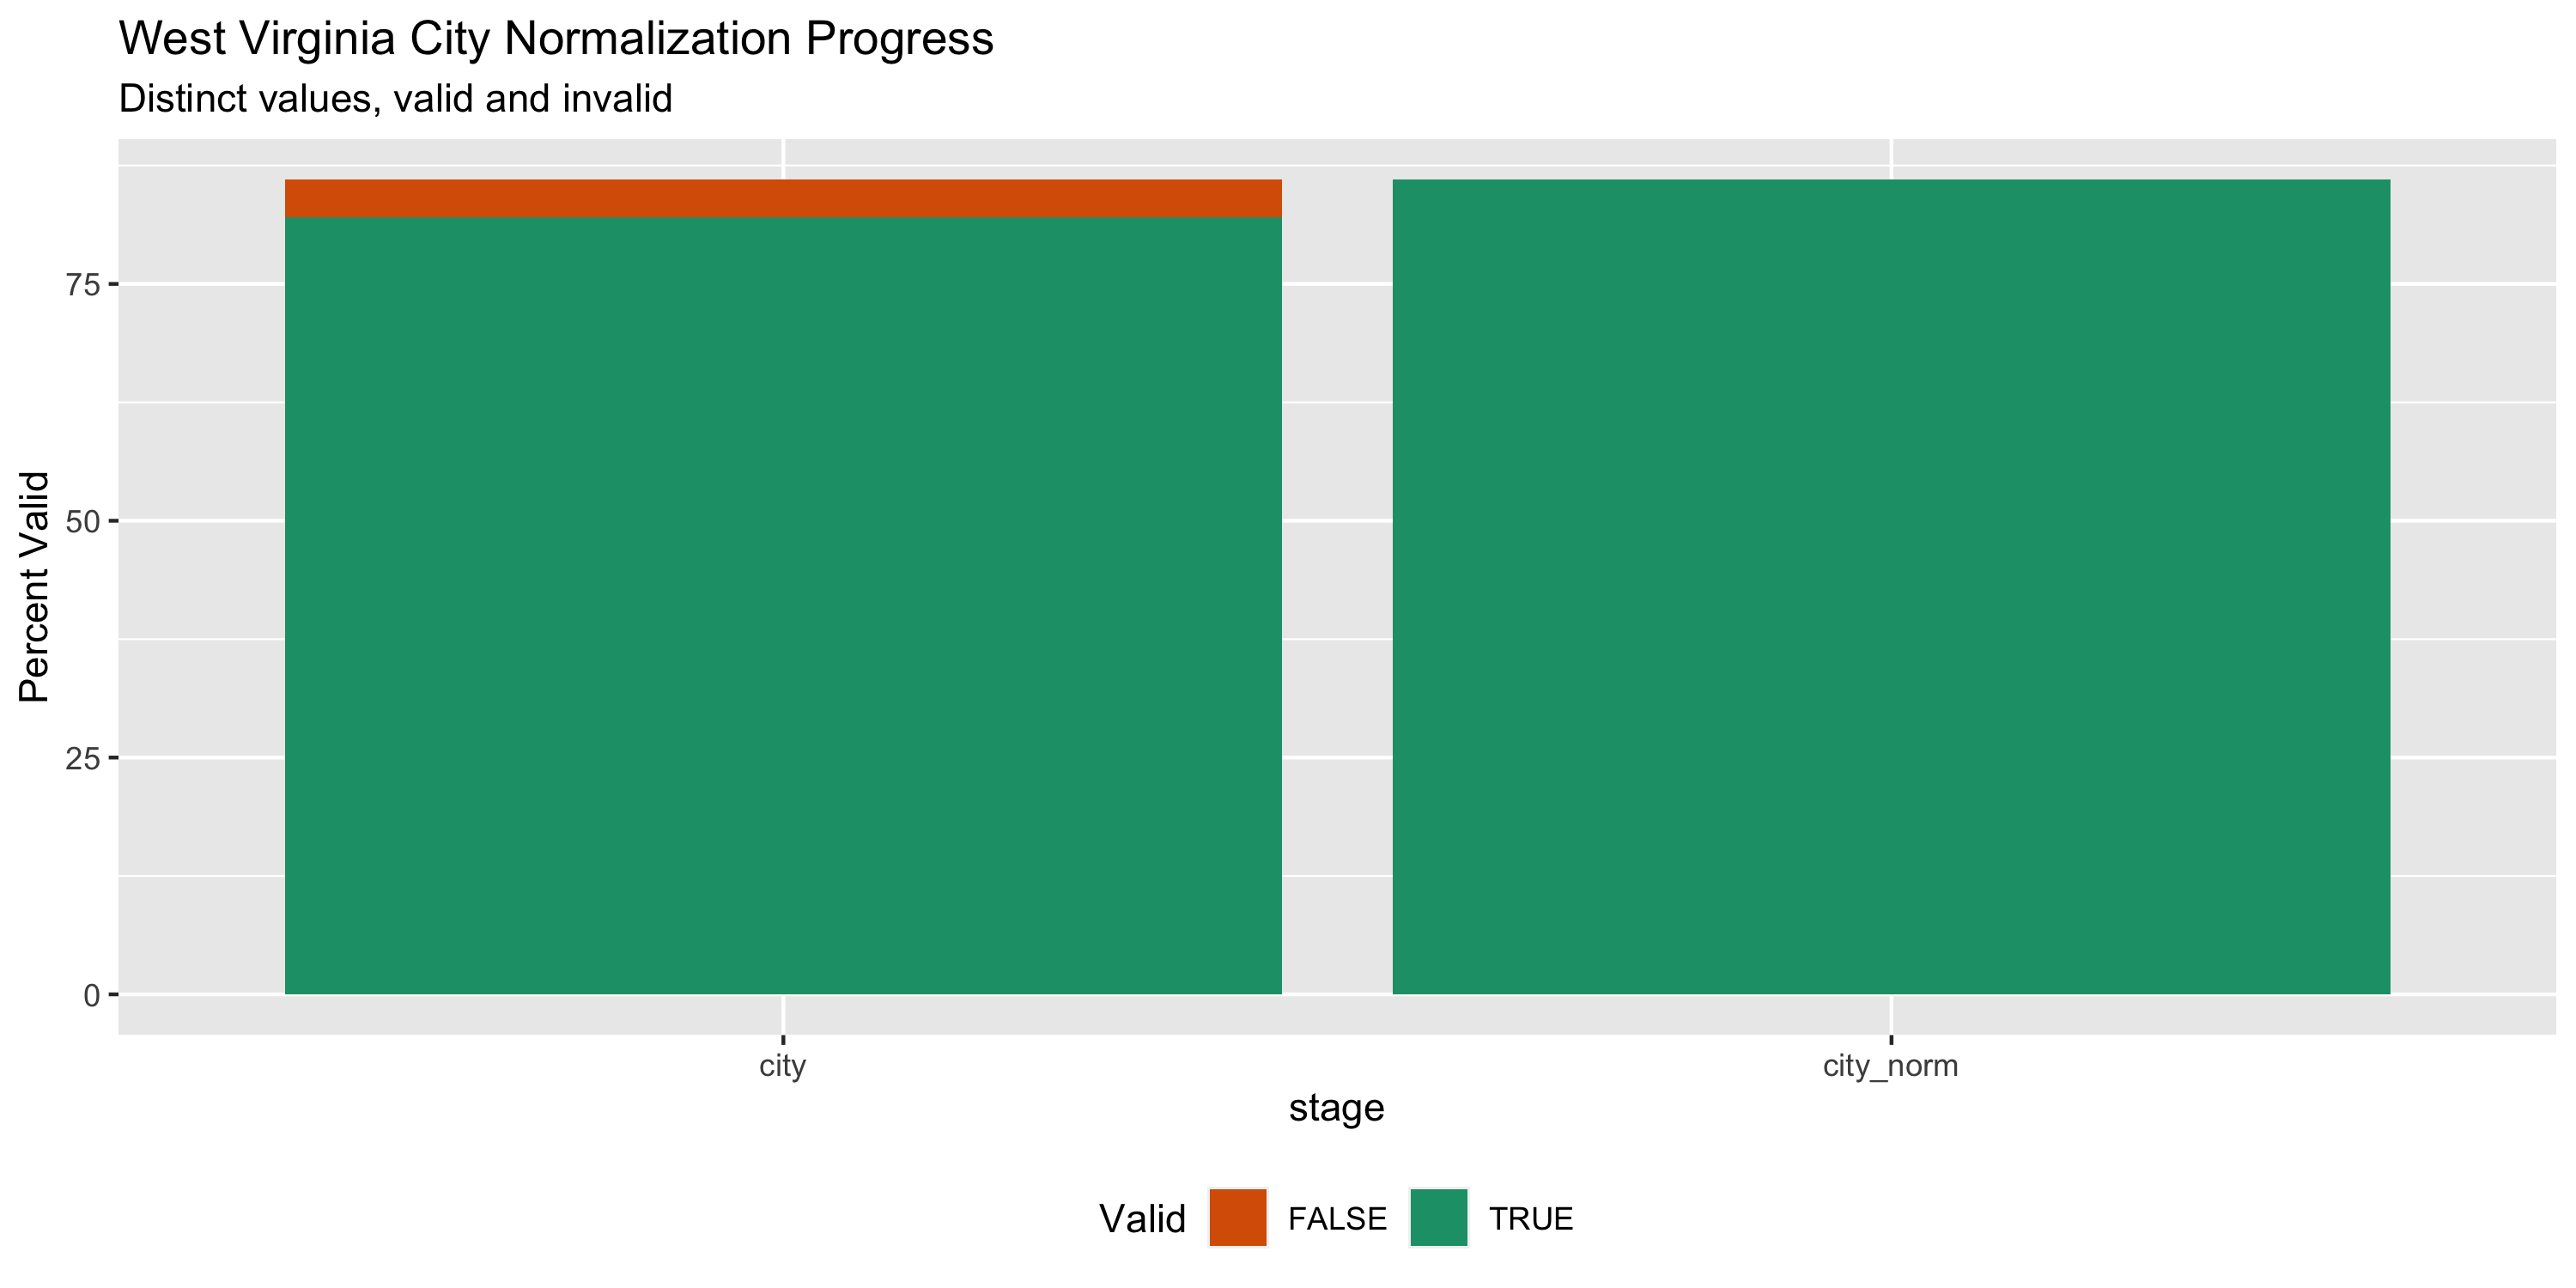 West Virginia City Normalization Progress
Distinct values, valid and invalid
Percent Valid
75
50
25
0
city city_norm
stage
Valid FALSE TRUE